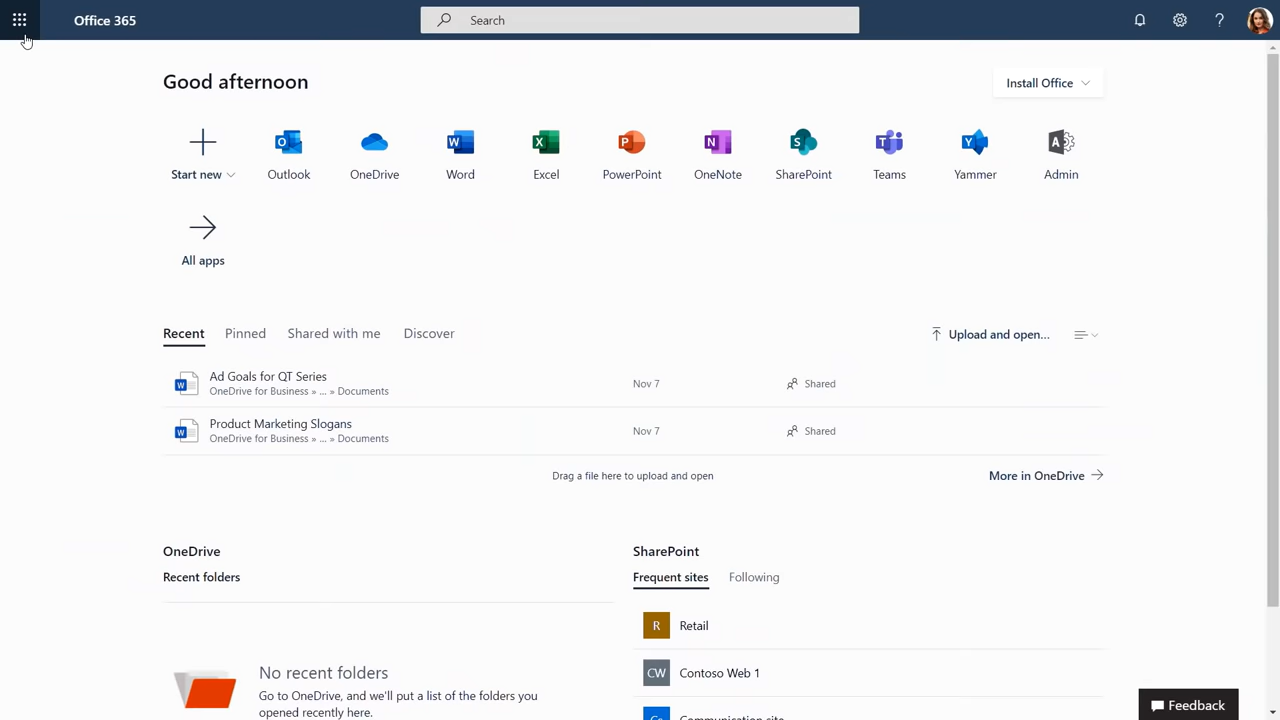 Office 365
Search
?
Good afternoon
Install Office
Start new
Outlook
OneDrive
Word
Excel
PowerPoint
OneNote
SharePoint
Teams
Yammer
Admin
All apps
Recent
Pinned
Shared with me
Discover
Upload and open...
Ad Goals for QT Series
OneDrive for Business » ... » Documents
Nov 7
Shared
Product Marketing Slogans
OneDrive for Business » ... » Documents
Nov 7
Shared
Drag a file here to upload and open
More in OneDrive
OneDrive
Recent folders
No recent folders
Go to OneDrive, and we'll put a list of the folders you
opened recently here.
SharePoint
Frequent sites
Following
R Retail
CW Contoso Web 1
Communication site
Feedback